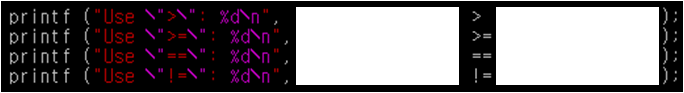 printf ("Use \">\": %d\n", > );
printf ("Use \">=\": %d\n", >= );
printf ("Use \"==\": %d\n", == );
printf ("Use \"!=\": %d\n", != );